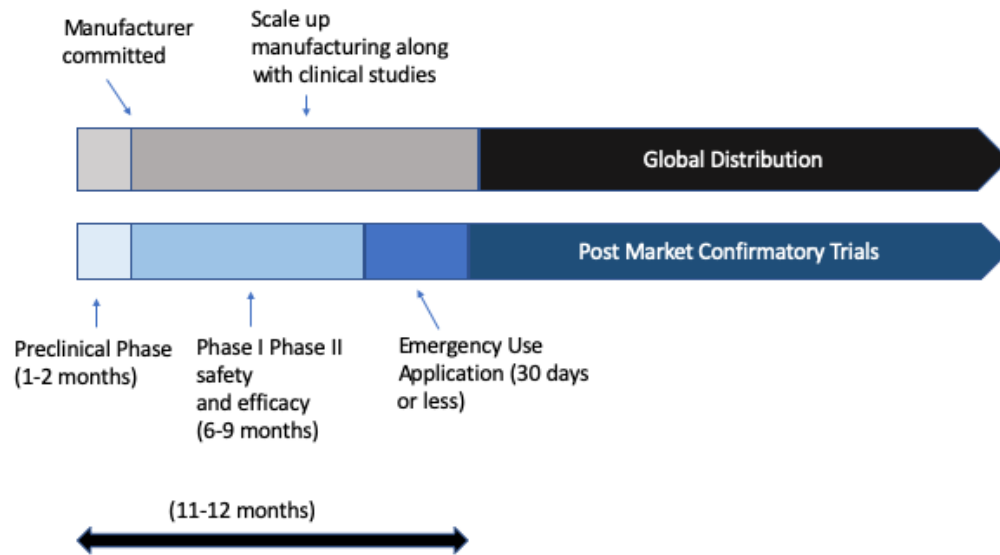 Manufacturer
committed
Scale up
manufacturing along
with clinical studies
Global Distribution
Post Market Confirmatory Trials
Preclinical Phase
(1-2 months)
Phase I Phase II
safety
and efficacy
(6-9 months)
Emergency Use
Application (30 days
or less)
(11-12 months)